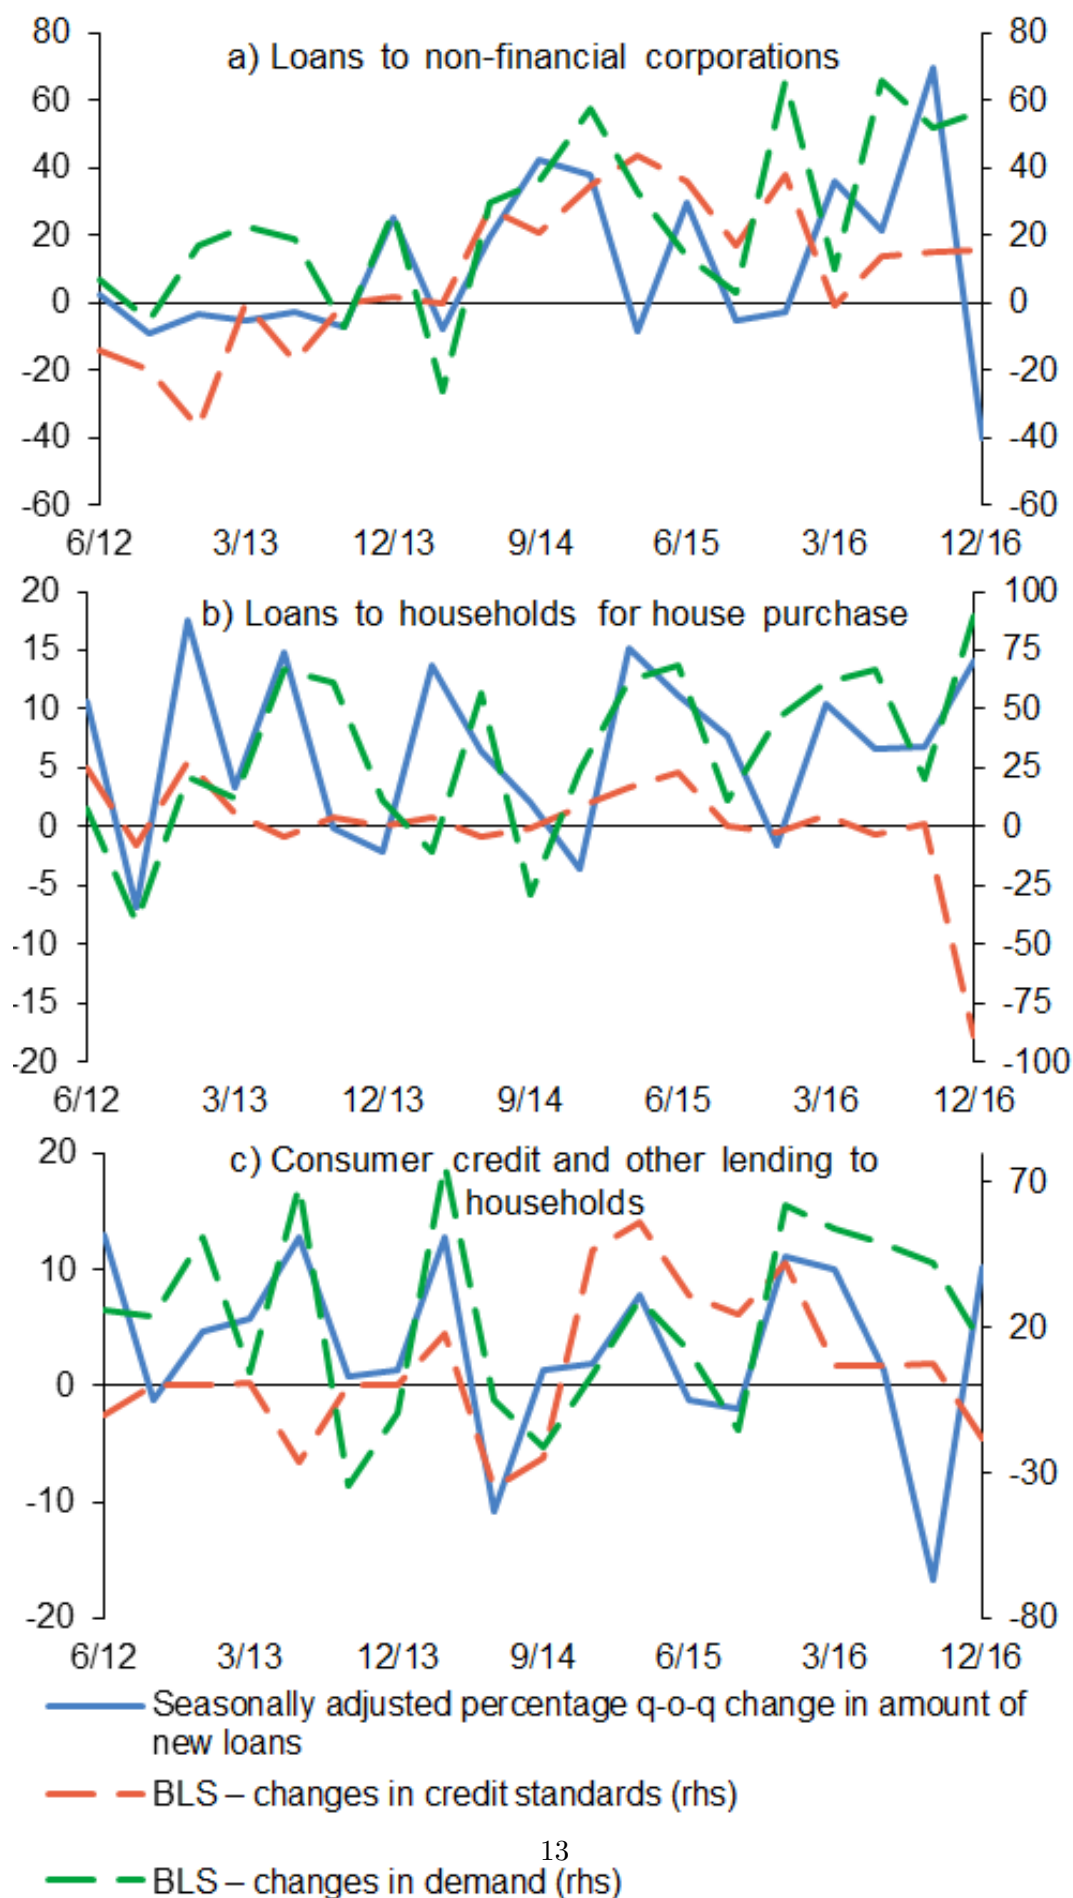 80 80
a) Loans to non-financial corporations
60 60
40 40
20 20
0 0
-20 -20
-40 -40
-60 -60
6/12 3/13 12/13 9/14 6/15 3/16 12/16
20 100
b) Loans to households for house purchase
15 75
10 50
5 25
0 0
-5 -25
-10 -50
-15 -75
-20 -100
6/12 3/13 12/13 9/14 6/15 3/16 12/16
20
c) Consumer credit and other lending to
70
households
10
20
0
-30
-10
-20 -80
6/12 3/13 12/13 9/14 6/15 3/16 12/16
Seasonally adjusted percentage q-o-q change in amount of
new loans
BLS – changes in credit standards (rhs)
13
BLS – changes in demand (rhs)